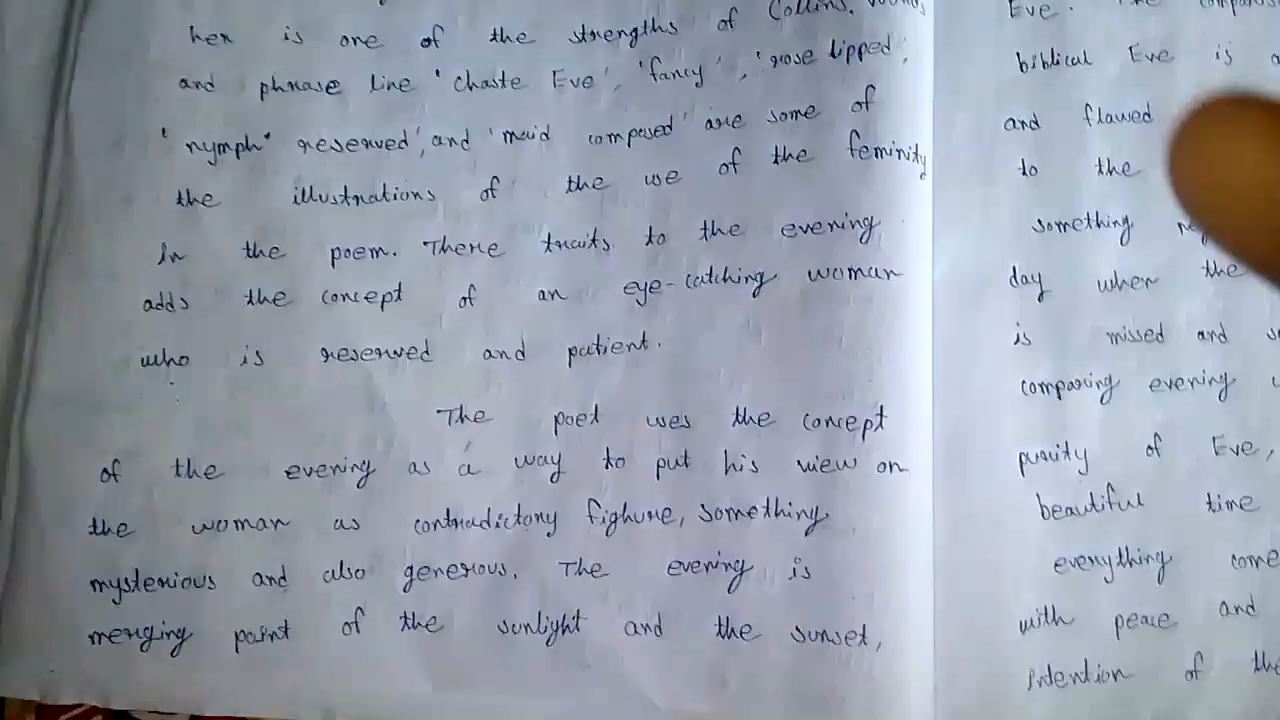 her is one of the strengths of Collins.
and phrase line 'chaste Eve', 'fancy', 'rose lipped',
'nymph' reserved', and 'maid composed' are some of
the illustrations of the use of the feminity
in the poem. There traits to the evening
adds the concept of an eye-catching woman
who is reserved and patient.
The poet uses the concept
of the evening as a way to put his view on
the woman as contradictory fighure, something
mysterious and also generous. The evening is
merging point of the sunlight and the sunset,
Eve. The
biblical Eve is
and flawed
to the
something
day when the
is missed and
comparing evening
purity of Eve,
beautiful time
everything come
with peace and
intention of the